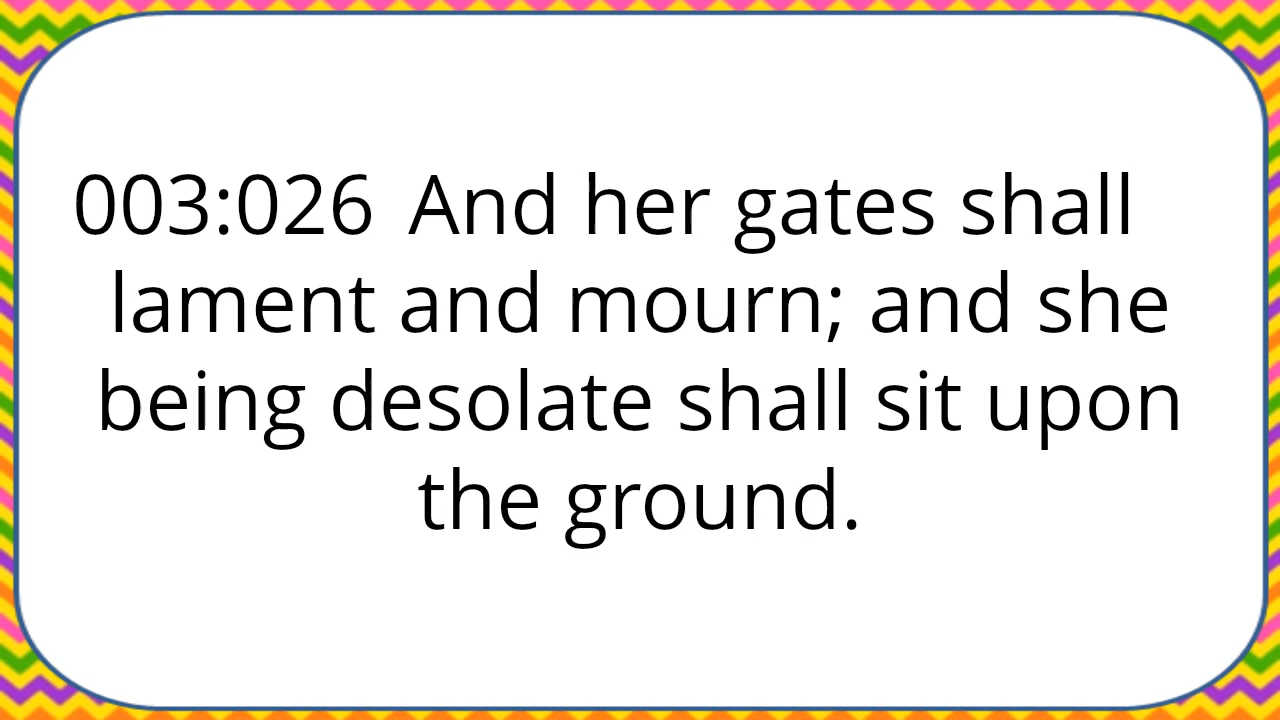 003:026 And her gates shall
lament and mourn; and she
being desolate shall sit upon
the ground.